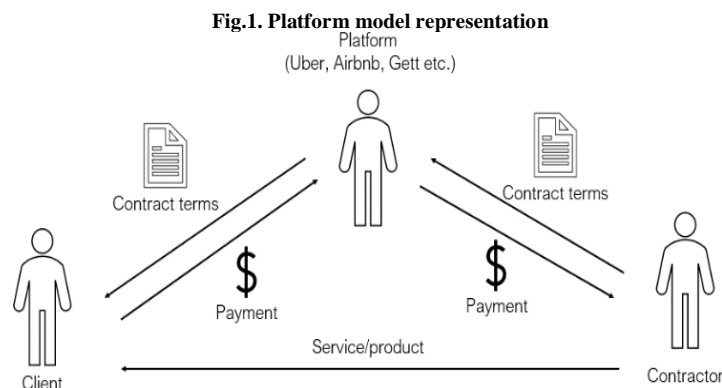 Fig.1. Platform model representation
Platform
(Uber, Airbnb, Gett etc.)
Contract terms
Contract terms
$
Payment
$
Payment
Service/product
Client
Contractor